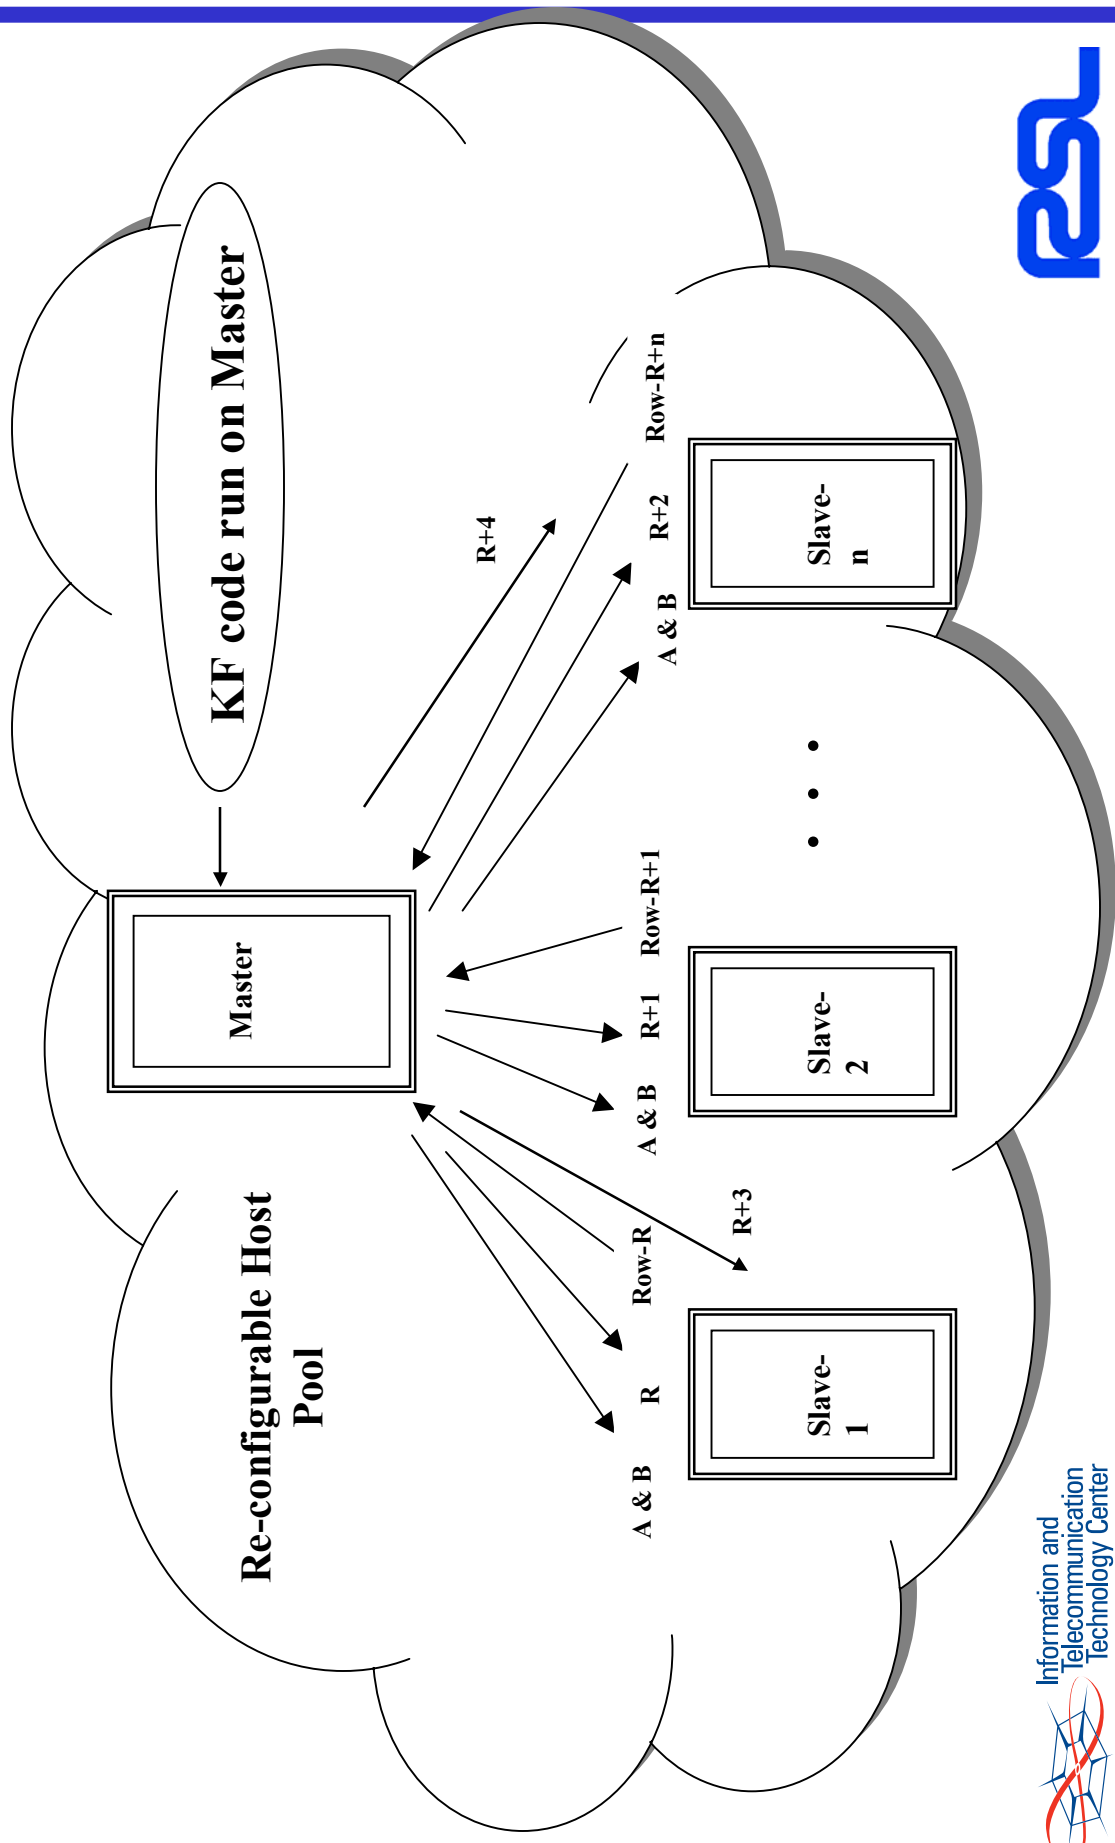 KF code run on Master
Re-configurable Host
Pool
Master
R+4
A & B
R
Row-R
R+3
A & B
R+1
Row-R+1
A & B
R+2
Row-R+n
Slave-
1
Slave-
2
. . .
Slave-
n
Information and
Telecommunication
Technology Center
RSL